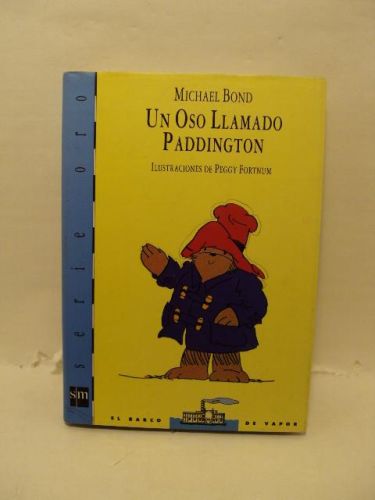 MICHAEL BOND
UN OSO LLAMADO
PADDINGTON
ILUSTRACIONES DE PEGGY FORTNUM
serie oro
sm
EL BARCO DE VAPOR